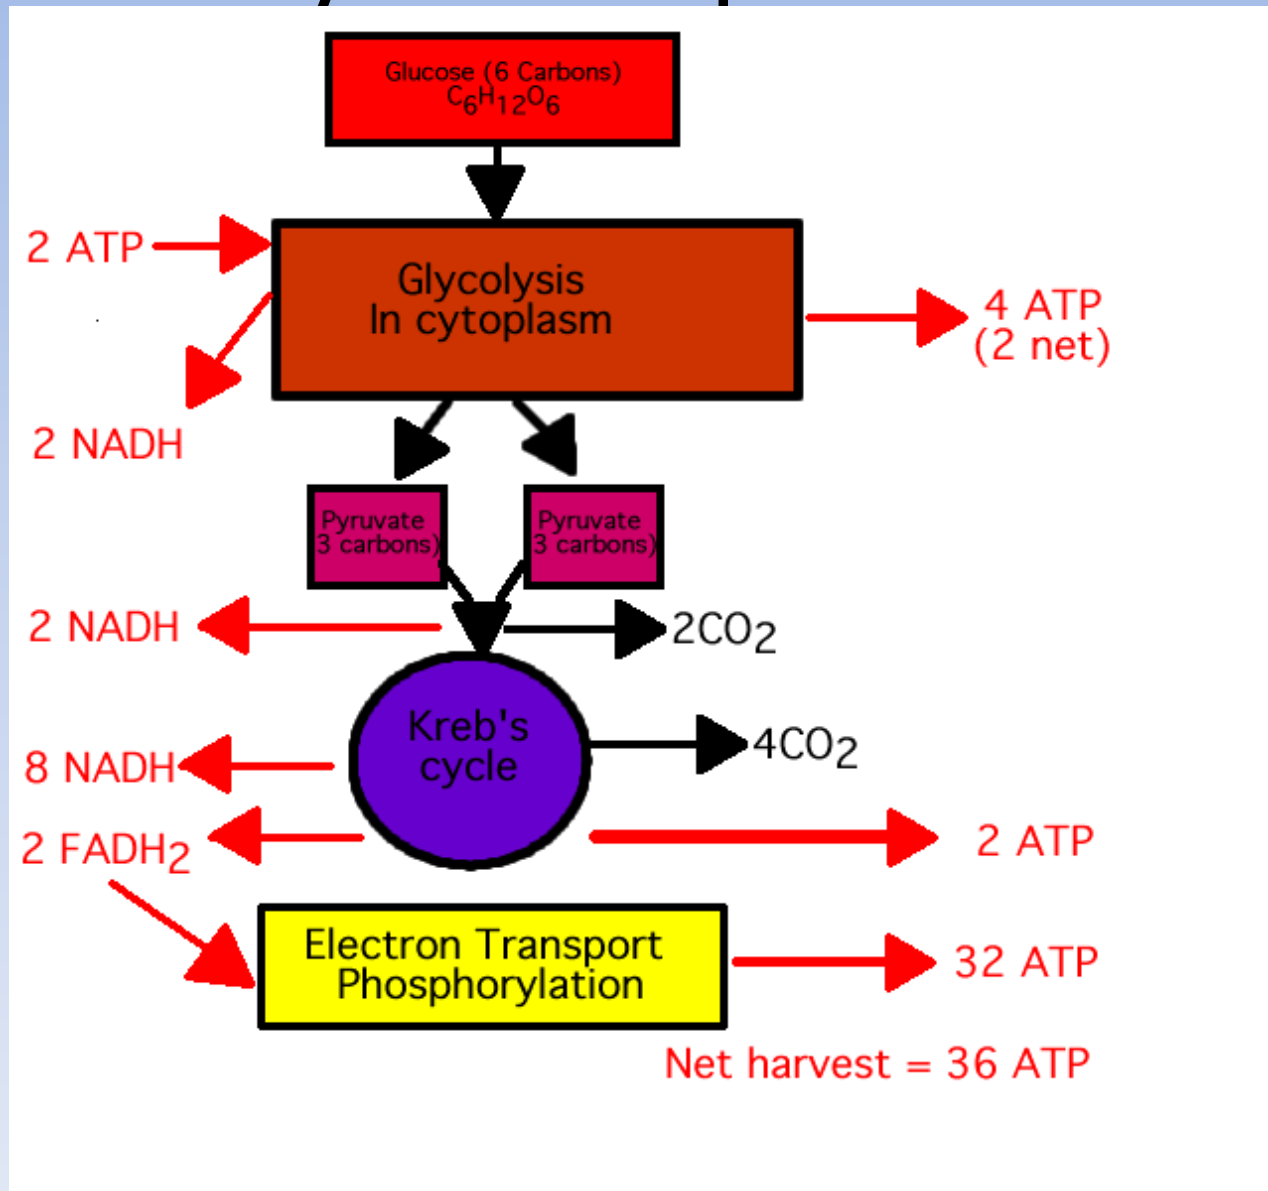 Glucose (6 Carbons)
C6H12O6
2 ATP
Glycolysis
In cytoplasm
4 ATP
(2 net)
2 NADH
Pyruvate
3 carbons)
Pyruvate
3 carbons)
2 NADH
2CO2
Kreb's
cycle
4CO2
8 NADH
2 FADH2
2 ATP
Electron Transport
Phosphorylation
32 ATP
Net harvest = 36 ATP